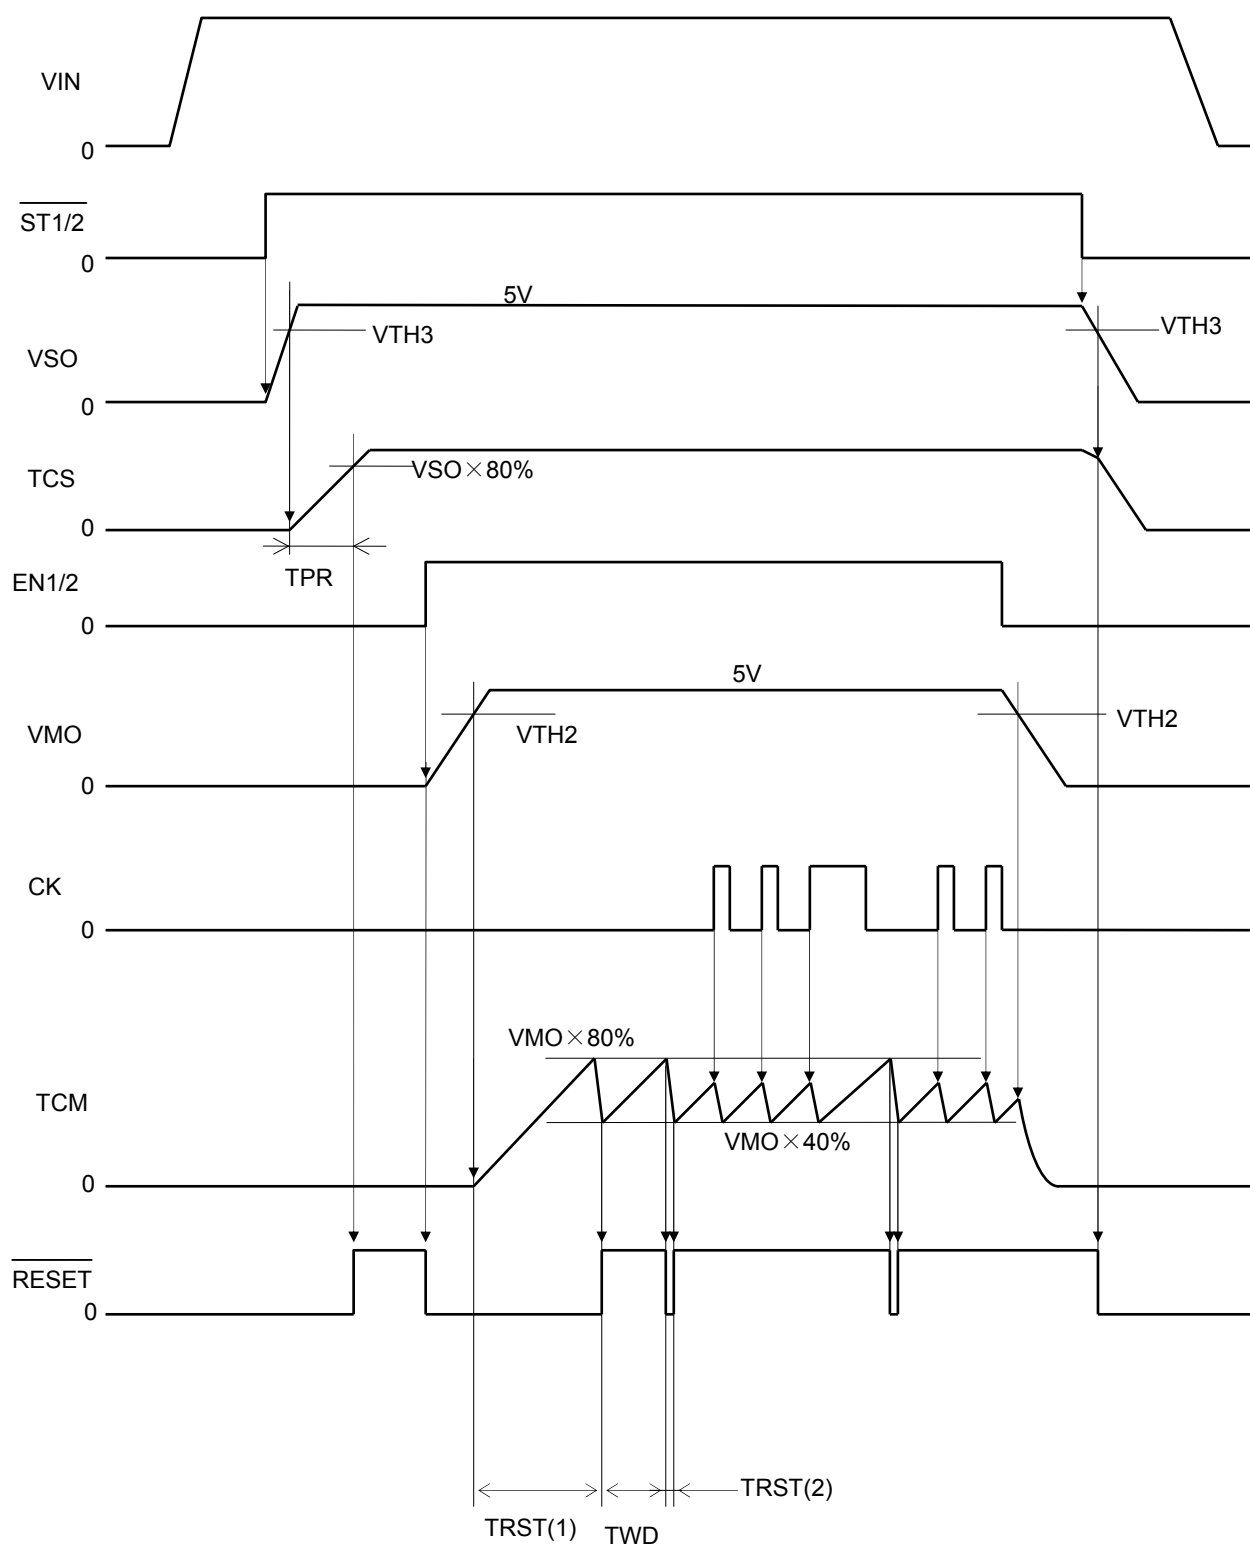 VIN
0
ST1/2
0
5V
VTH3
VTH3
VSO
0
VSO×80%
TCS
0
TPR
EN1/2
0
5V
VTH2
VTH2
VMO
0
CK
0
VMO×80%
TCM
VMO×40%
0
RESET
0
TRST(2)
TRST(1)
TWD